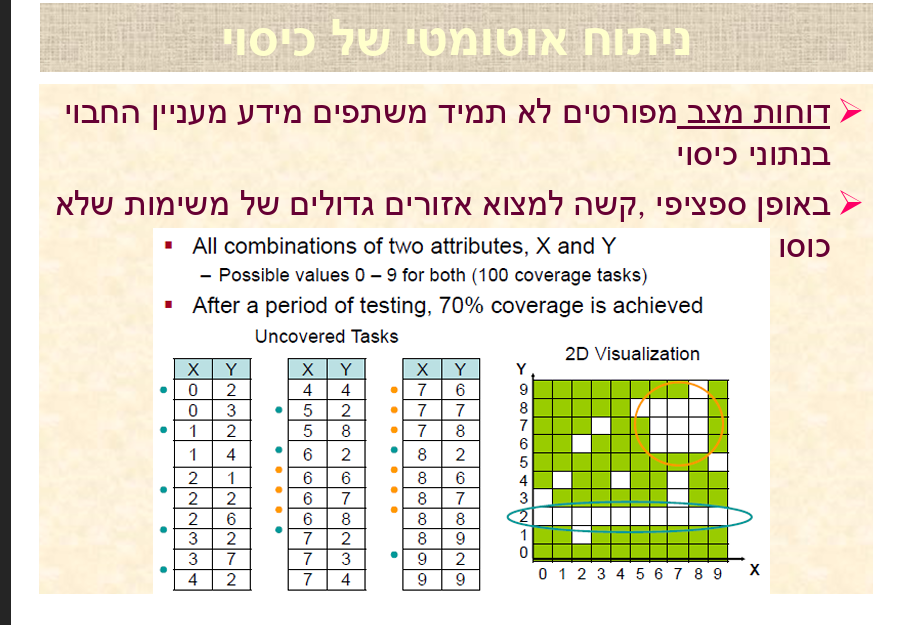 ניתוח אוטומטי של כיסוי
דוחות מצב מפורטים לא תמיד משתפים מידע מעניין החבוי
בנתוני כיסוי
באופן ספציפי ,קשה למצוא אזורים גדולים של משימות שלא
כוסו
All combinations of two attributes, X and Y
– Possible values 0 – 9 for both (100 coverage tasks)
After a period of testing, 70% coverage is achieved
Uncovered Tasks
X Y
0 2
0 3
1 2
1 4
2 1
2 2
2 6
3 2
3 7
4 2
X Y
4 4
5 2
5 8
6 2
6 6
6 7
6 8
7 2
7 3
7 4
X Y
7 6
7 7
7 8
8 2
8 6
8 7
8 8
8 9
9 2
9 9
2D Visualization
Y
9
8
7
6
5
4
3
2
1
0
0 1 2 3 4 5 6 7 8 9
X